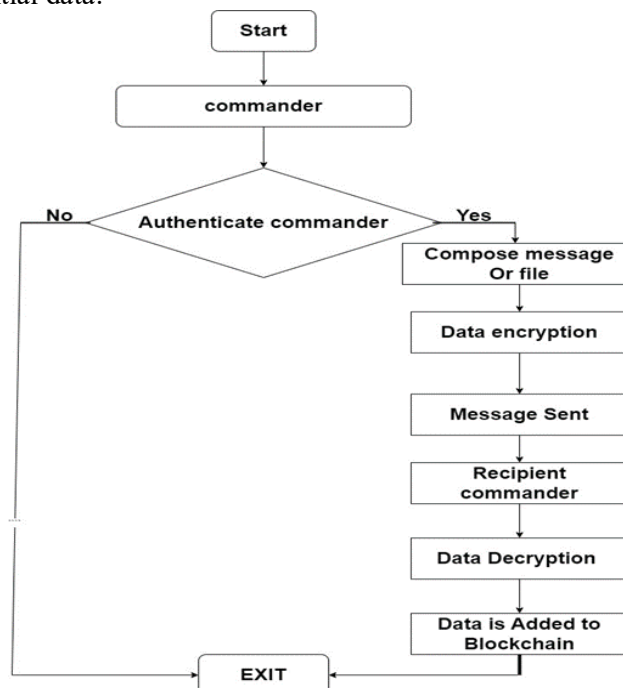 data.
Start
commander
Authenticate commander
No
Yes
Compose message
Or file
Data encryption
Message Sent
Recipient
commander
Data Decryption
Data is Added to
Blockchain
EXIT